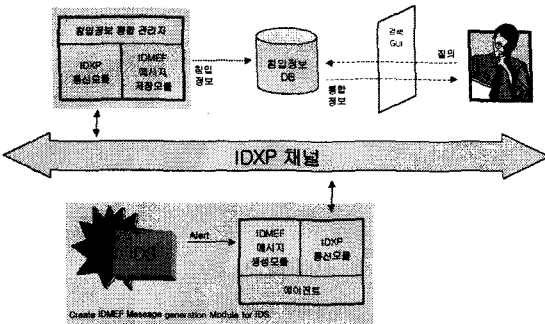 침입정보 통합 관리자
IDXP
통신모듈
IDMEF
메시지
저장모듈
침입
정보
침입정보
DB
통합
정보
검색
GUI
질의
IDXP 채널
IDS
Alert
IDMEF
메시지
생성모듈
IDXP
통신모듈
에이전트
Create IDMEF Message generation Module for IDS